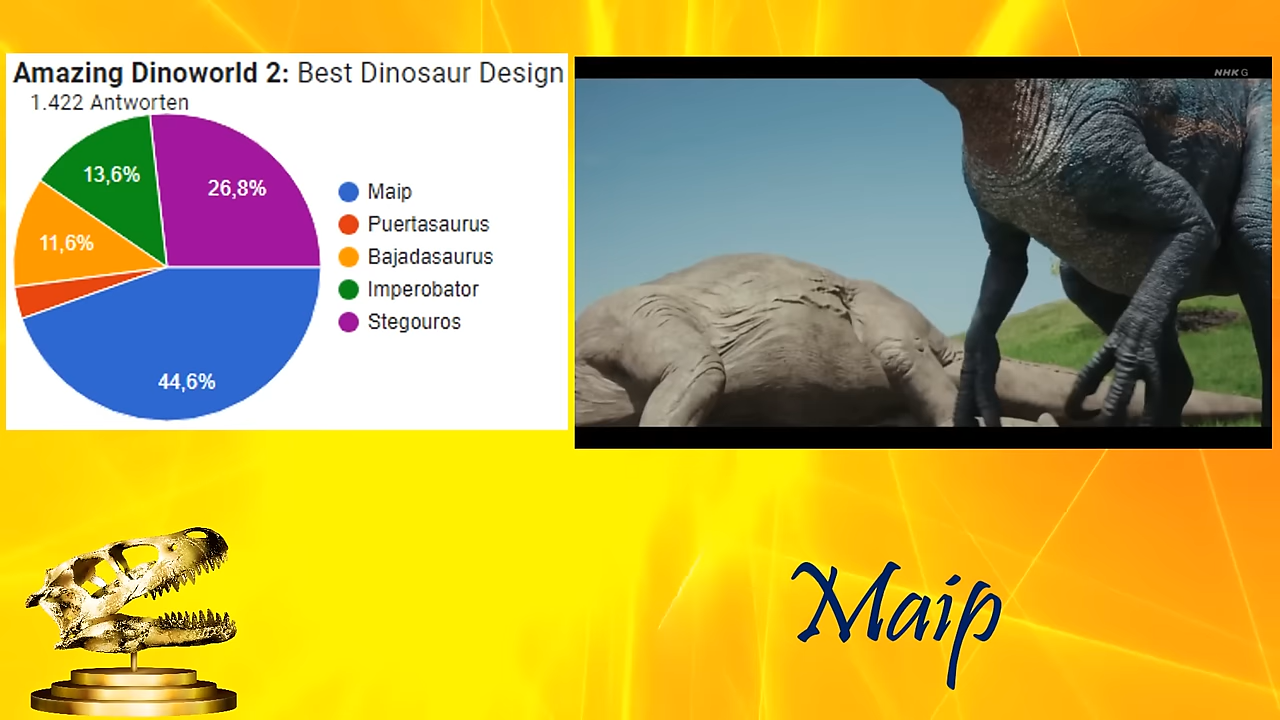 Amazing Dinoworld 2: Best Dinosaur Design
1.422 Antworten
13,6%
26,8%
11,6%
44,6%
Maip
Puertasaurus
Bajadasaurus
Imperobator
Stegouros
NHK G
Maip